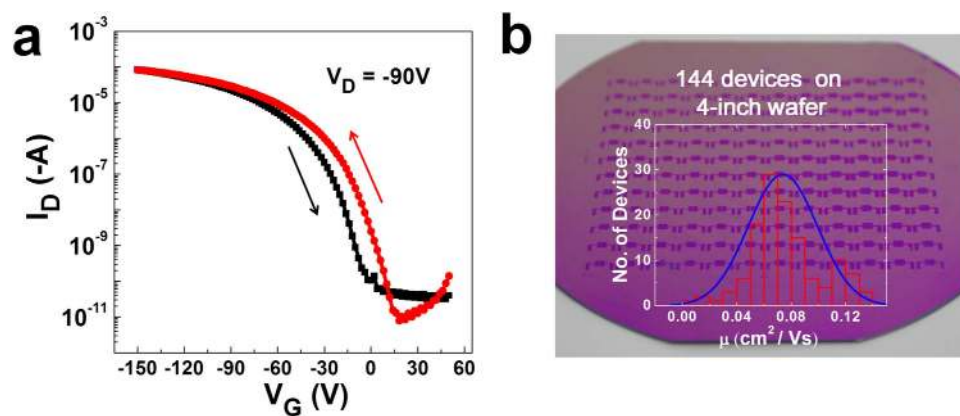 a
10⁻³
10⁻⁵
10⁻⁷
10⁻⁹
10⁻¹¹
I_D (-A)
V_D = -90V
-150 -120 -90 -60 -30 0 30 60
V_G (V)
b
144 devices on
4-inch wafer
40
30
20
10
0
No. of Devices
0.00 0.04 0.08 0.12
μ (cm² / Vs)